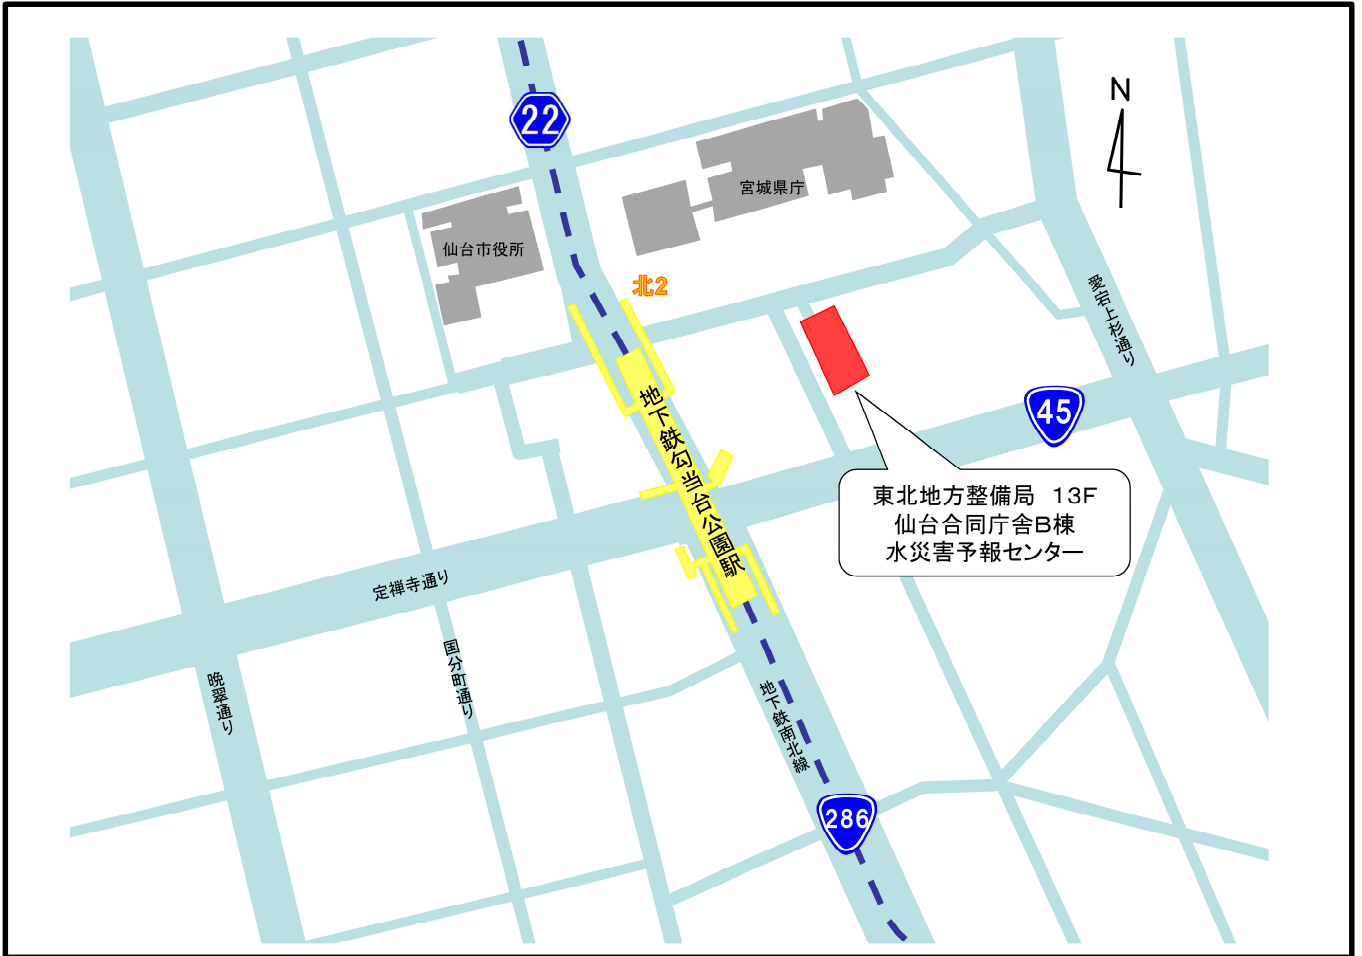 N
22
宮城県庁
仙台市役所
北2
愛宕上杉通り
45
地下鉄勾当台公園駅
東北地方整備局　13F
仙台合同庁舎B棟
水災害予報センター
定禅寺通り
国分町通り
晩翠通り
地下鉄南北線
286